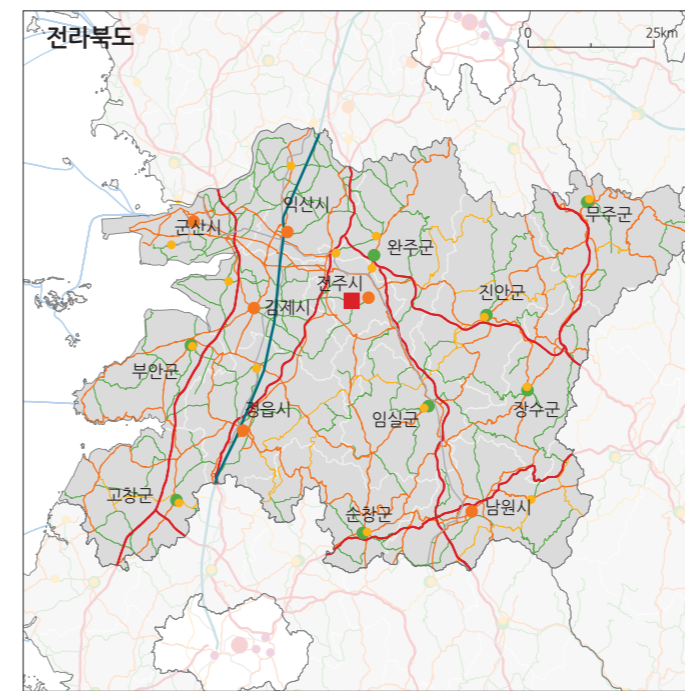 전라북도
0 25km
익산시
무주군
군산시
완주군
전주시
진안군
김제시
부안군
정읍시
장수군
임실군
고창군
남원시
순창군